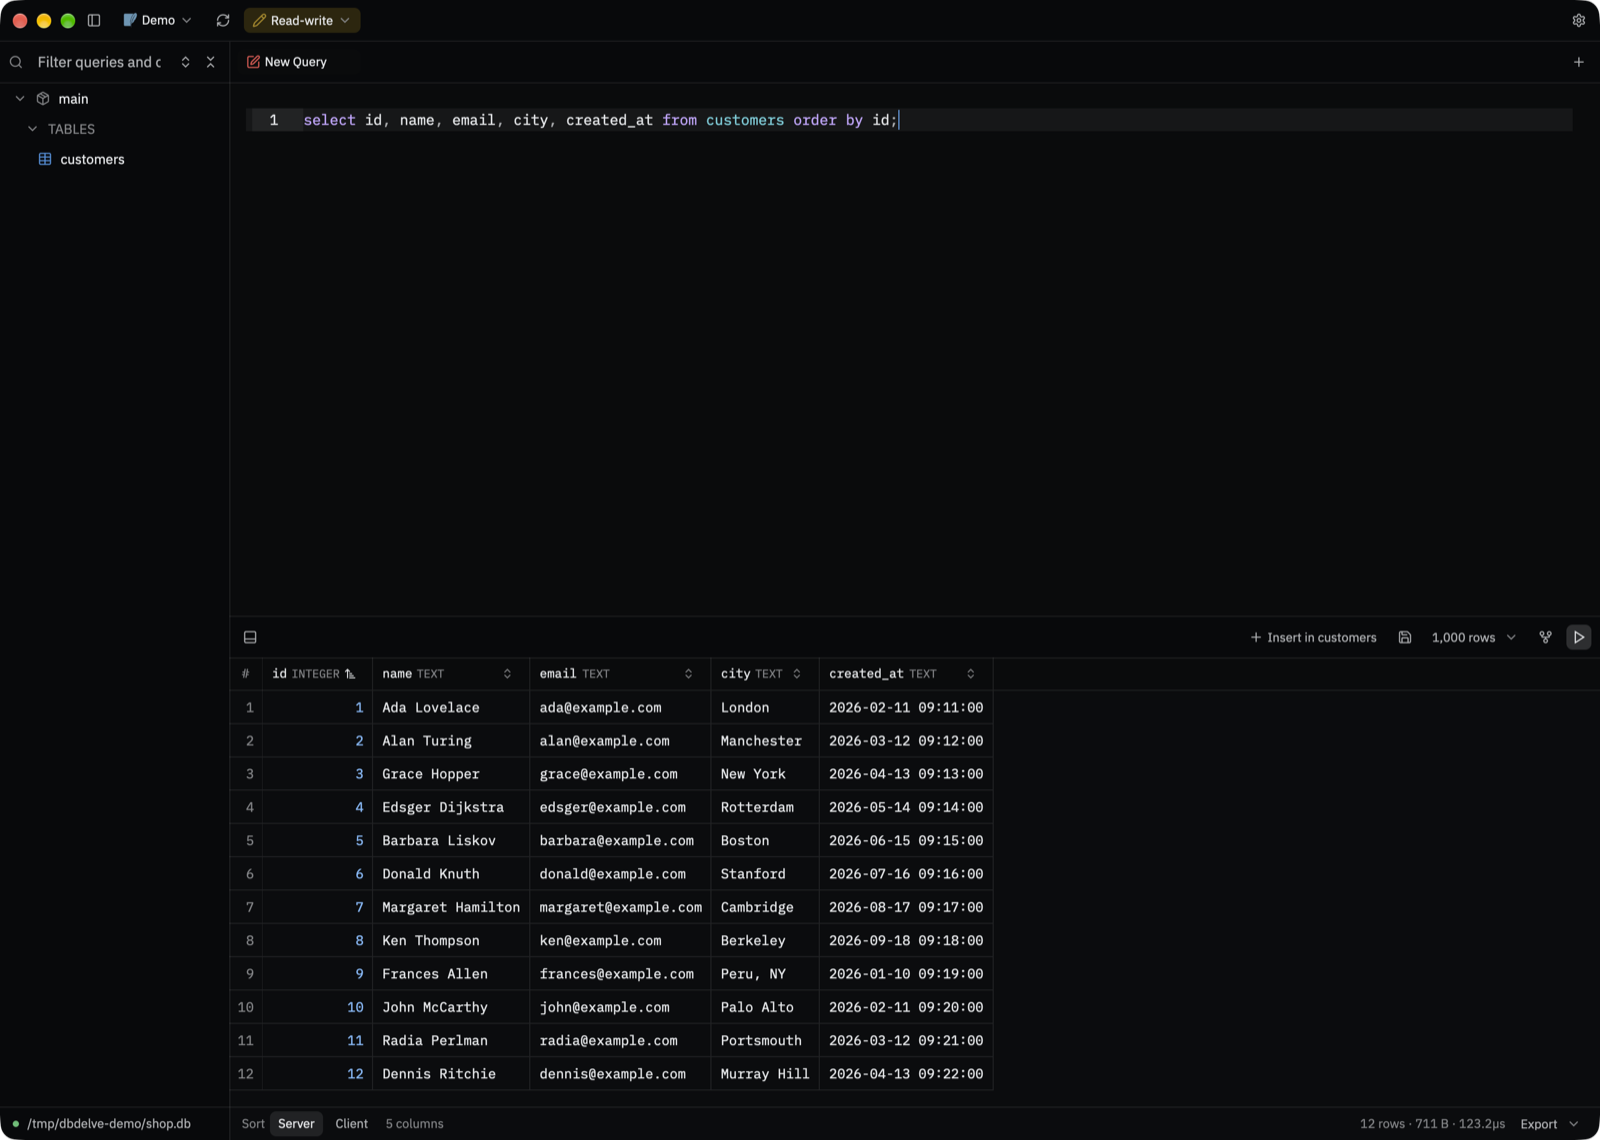 Demo
Read-write
Filter queries and c
New Query
main
TABLES
customers
1 select id, name, email, city, created_at from customers order by id;
Insert in customers
1,000 rows
# id INTEGER name TEXT email TEXT city TEXT created_at TEXT
1 1 Ada Lovelace ada@example.com London 2026-02-11 09:11:00
2 2 Alan Turing alan@example.com Manchester 2026-03-12 09:12:00
3 3 Grace Hopper grace@example.com New York 2026-04-13 09:13:00
4 4 Edsger Dijkstra edsger@example.com Rotterdam 2026-05-14 09:14:00
5 5 Barbara Liskov barbara@example.com Boston 2026-06-15 09:15:00
6 6 Donald Knuth donald@example.com Stanford 2026-07-16 09:16:00
7 7 Margaret Hamilton margaret@example.com Cambridge 2026-08-17 09:17:00
8 8 Ken Thompson ken@example.com Berkeley 2026-09-18 09:18:00
9 9 Frances Allen frances@example.com Peru, NY 2026-01-10 09:19:00
10 10 John McCarthy john@example.com Palo Alto 2026-02-11 09:20:00
11 11 Radia Perlman radia@example.com Portsmouth 2026-03-12 09:21:00
12 12 Dennis Ritchie dennis@example.com Murray Hill 2026-04-13 09:22:00
/tmp/dbdelve-demo/shop.db
Sort Server Client 5 columns
12 rows · 711 B · 123.2µs Export